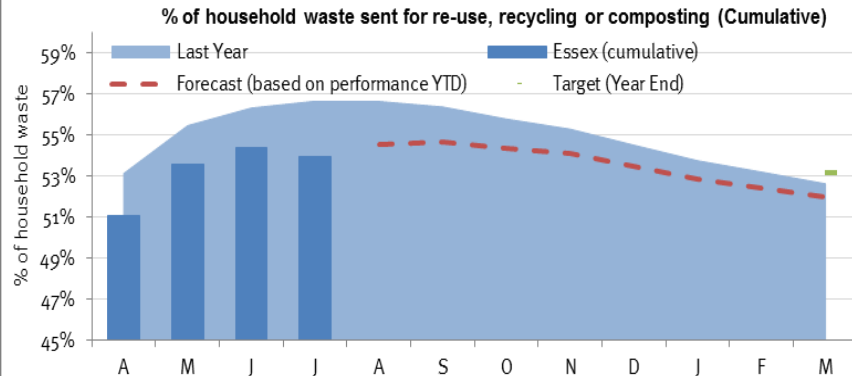 % of household waste sent for re-use, recycling or composting (Cumulative)
59%
Last Year
Essex (cumulative)
57%
Forecast (based on performance YTD)
Target (Year End)
55%
53%
51%
49%
47%
45%
% of household waste
A M J J A S O N D J F M